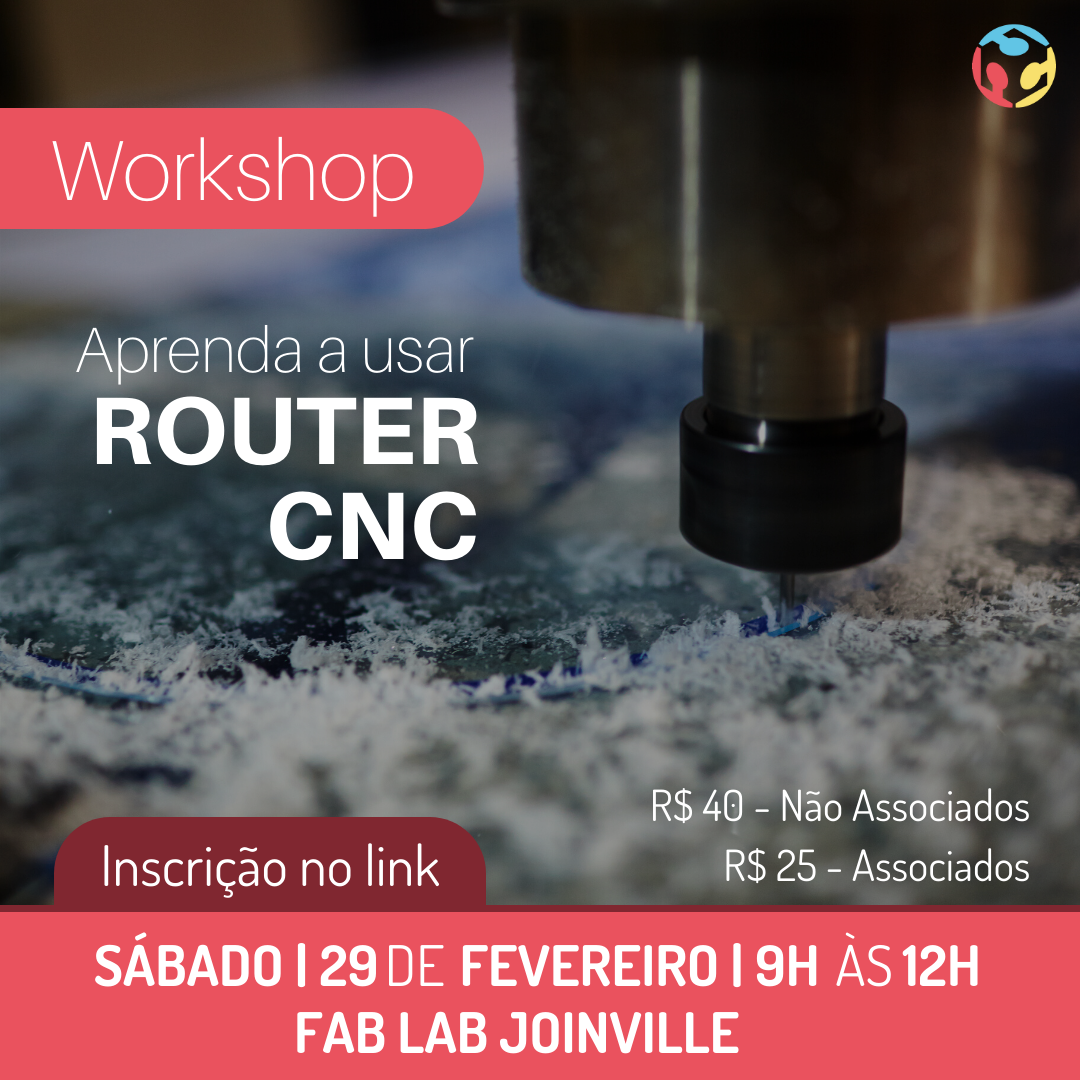 Workshop
Aprenda a usar
ROUTER
CNC
R$ 40 - Não Associados
R$ 25 - Associados
Inscrição no link
SÁBADO | 29 DE FEVEREIRO | 9H ÀS 12H
FAB LAB JOINVILLE